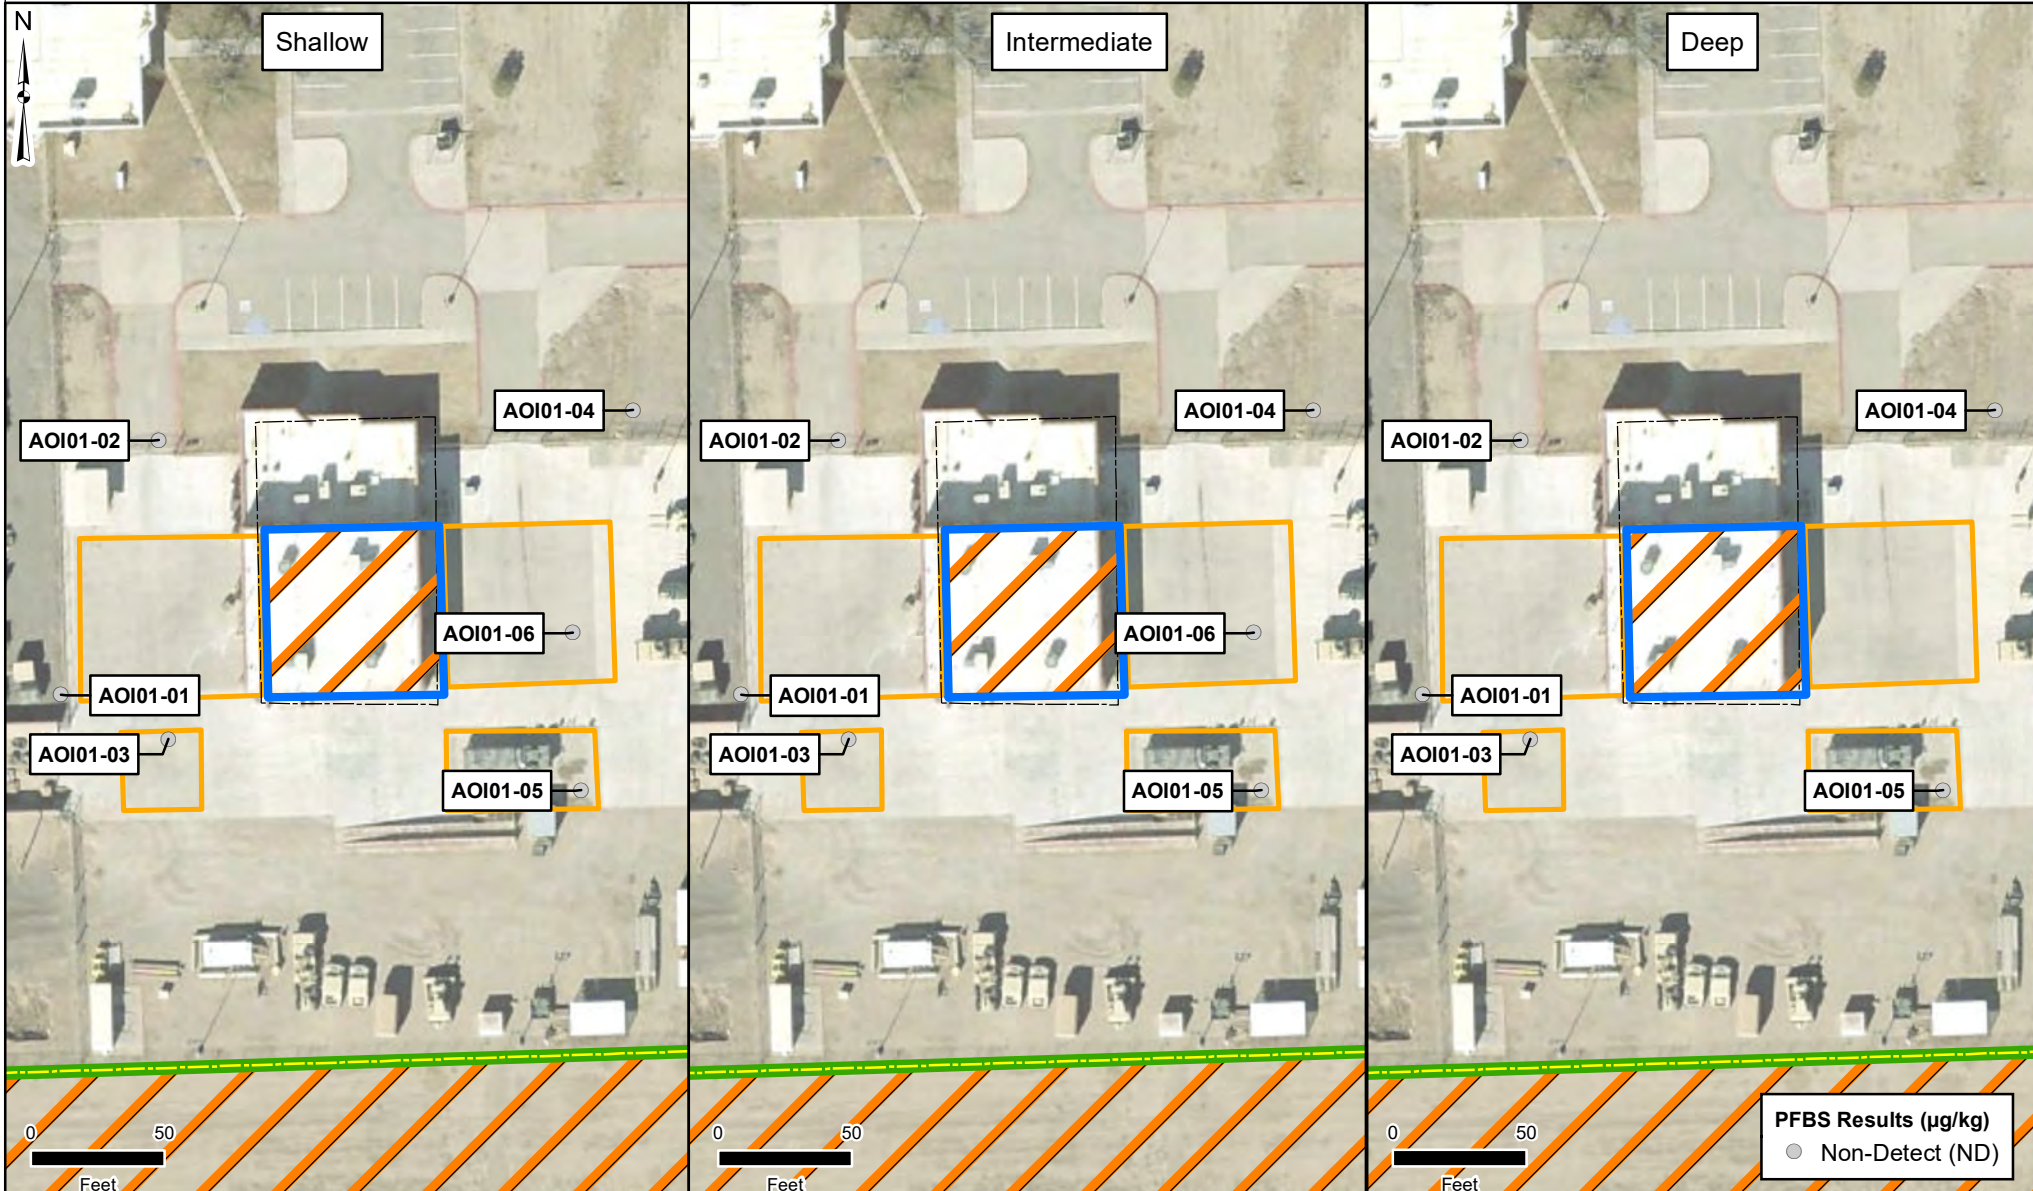 N
Shallow
AOI01-04
AOI01-02
AOI01-06
AOI01-01
AOI01-03
AOI01-05
0 50
Feet
Intermediate
AOI01-04
AOI01-02
AOI01-06
AOI01-01
AOI01-03
AOI01-05
0 50
Feet
Deep
AOI01-04
AOI01-02
AOI01-01
AOI01-03
AOI01-05
0 50
Feet
PFBS Results (µg/kg)
Non-Detect (ND)